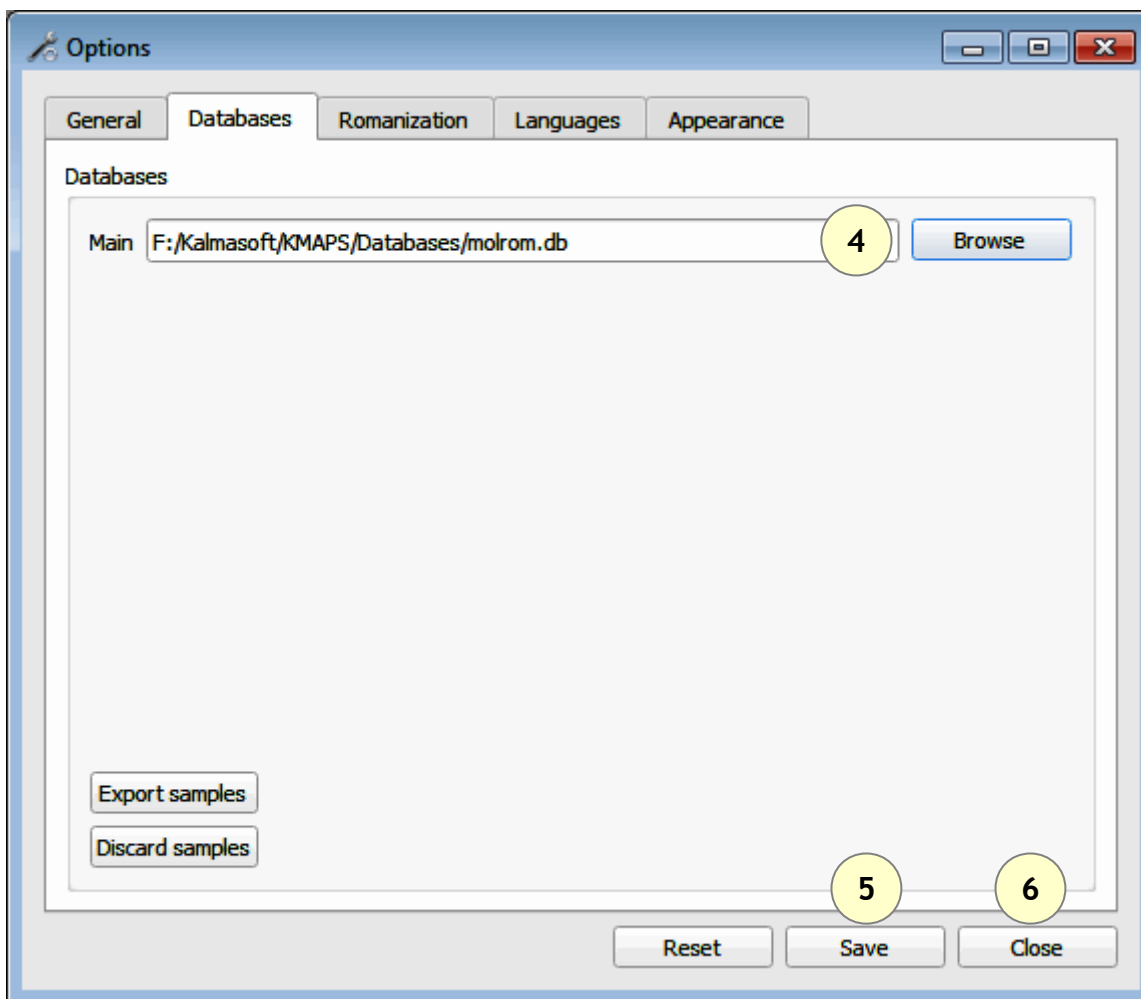 Options
General Databases Romanization Languages Appearance
Databases
Main F:/Kalmasoft/KMAPS/Databases/molrom.db 4 Browse
Export samples
Discard samples
5 6
Reset Save Close